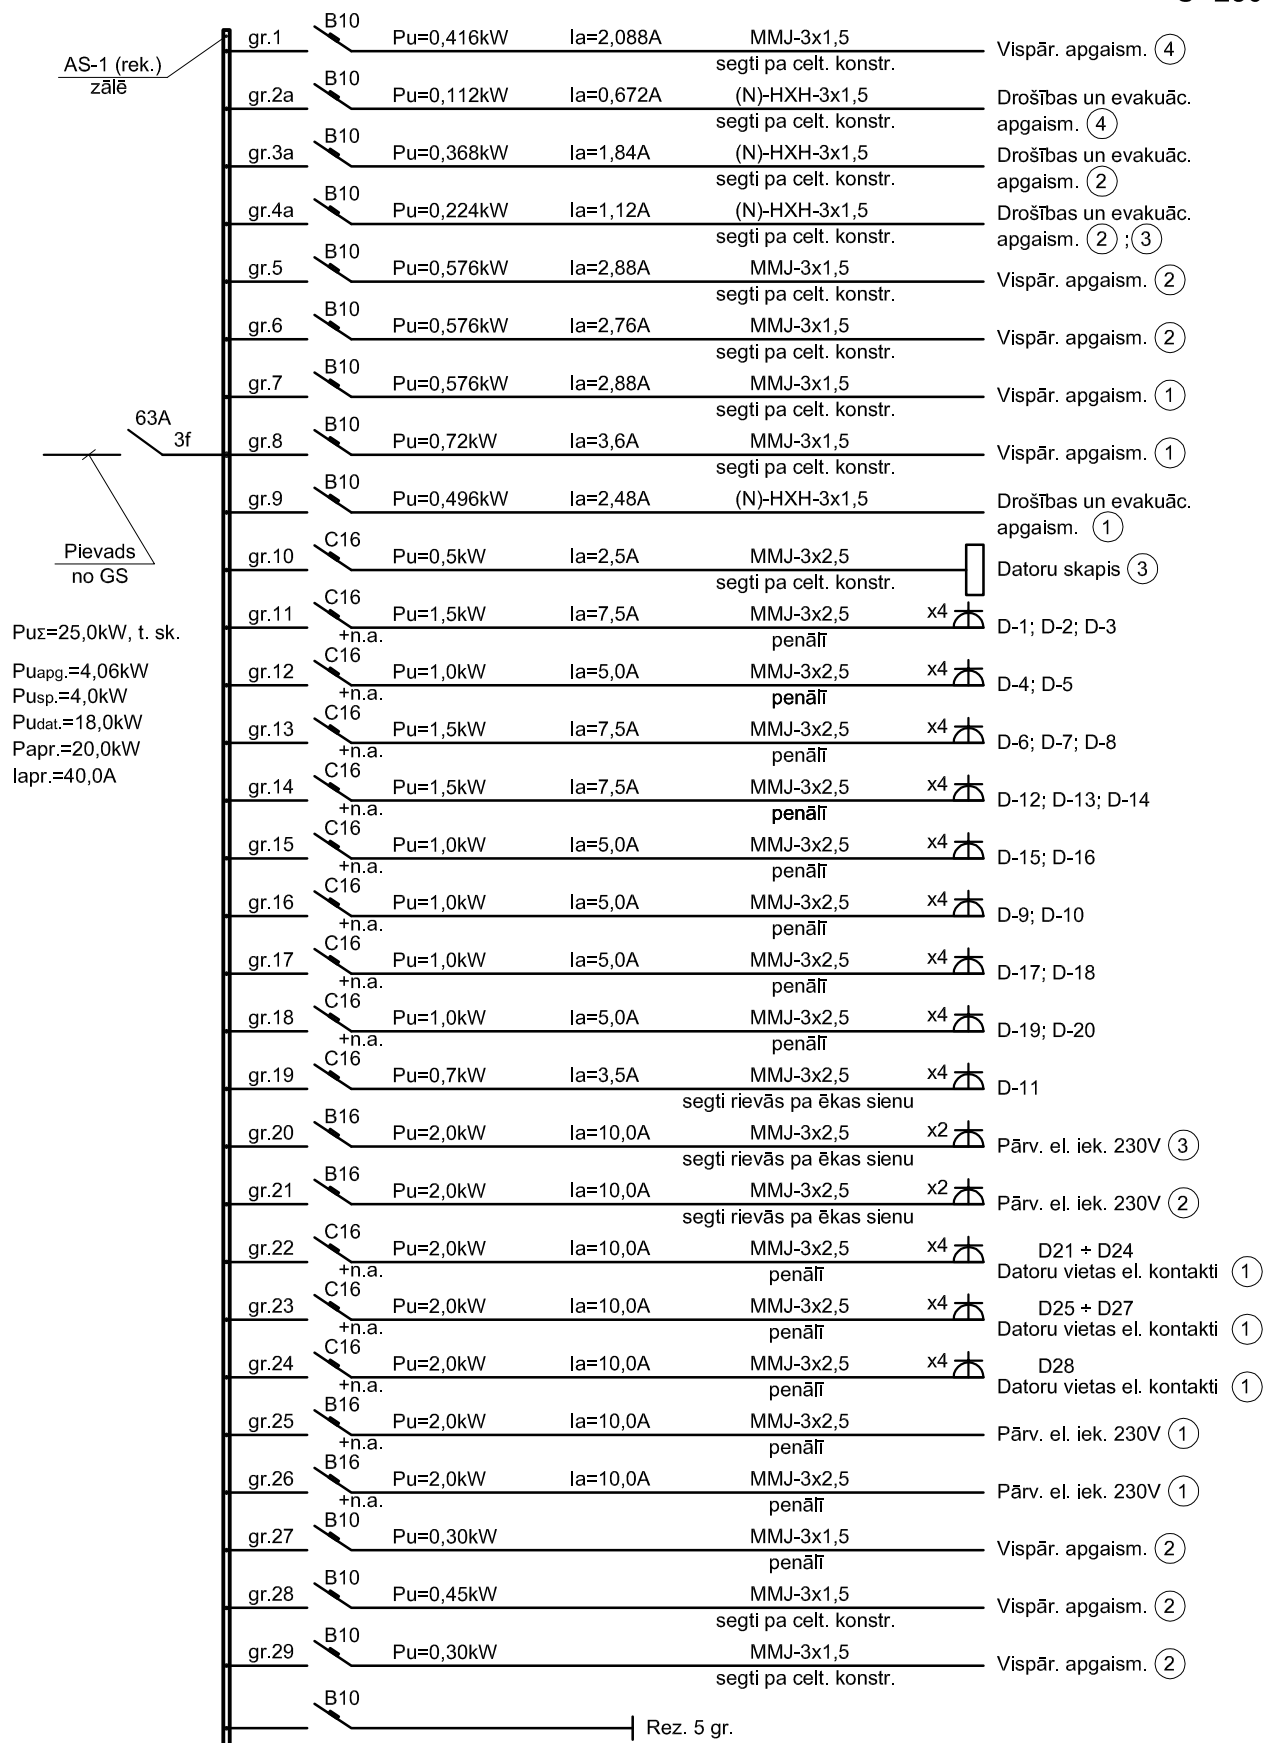 AS-1 (rek.)
zālē
63A
3f
Pievads
no GS
PuΣ=25,0kW, t. sk.
Puapg.=4,06kW
Pusp.=4,0kW
Pudat.=18,0kW
Papr.=20,0kW
Iapr.=40,0A
gr.1 B10 Pu=0,416kW Ia=2,088A MMJ-3x1,5 Vispār. apgaism. 4
segti pa celt. konstr.
gr.2a B10 Pu=0,112kW Ia=0,672A (N)-HXH-3x1,5 Drošības un evakuāc.
segti pa celt. konstr. apgaism. 4
gr.3a B10 Pu=0,368kW Ia=1,84A (N)-HXH-3x1,5 Drošības un evakuāc.
segti pa celt. konstr. apgaism. 2
gr.4a B10 Pu=0,224kW Ia=1,12A (N)-HXH-3x1,5 Drošības un evakuāc.
segti pa celt. konstr. apgaism. 2 ; 3
gr.5 B10 Pu=0,576kW Ia=2,88A MMJ-3x1,5 Vispār. apgaism. 2
segti pa celt. konstr.
gr.6 B10 Pu=0,576kW Ia=2,76A MMJ-3x1,5 Vispār. apgaism. 2
segti pa celt. konstr.
gr.7 B10 Pu=0,576kW Ia=2,88A MMJ-3x1,5 Vispār. apgaism. 1
segti pa celt. konstr.
gr.8 B10 Pu=0,72kW Ia=3,6A MMJ-3x1,5 Vispār. apgaism. 1
segti pa celt. konstr.
gr.9 B10 Pu=0,496kW Ia=2,48A (N)-HXH-3x1,5 Drošības un evakuāc.
apgaism. 1
gr.10 C16 Pu=0,5kW Ia=2,5A MMJ-3x2,5 Datoru skapis 3
segti pa celt. konstr.
gr.11 C16 Pu=1,5kW Ia=7,5A MMJ-3x2,5 x4 D-1; D-2; D-3
+n.a. penālī
gr.12 C16 Pu=1,0kW Ia=5,0A MMJ-3x2,5 x4 D-4; D-5
+n.a. penālī
gr.13 C16 Pu=1,5kW Ia=7,5A MMJ-3x2,5 x4 D-6; D-7; D-8
+n.a. penālī
gr.14 C16 Pu=1,5kW Ia=7,5A MMJ-3x2,5 x4 D-12; D-13; D-14
+n.a. penālī
gr.15 C16 Pu=1,0kW Ia=5,0A MMJ-3x2,5 x4 D-15; D-16
+n.a. penālī
gr.16 C16 Pu=1,0kW Ia=5,0A MMJ-3x2,5 x4 D-9; D-10
+n.a. penālī
gr.17 C16 Pu=1,0kW Ia=5,0A MMJ-3x2,5 x4 D-17; D-18
+n.a. penālī
gr.18 C16 Pu=1,0kW Ia=5,0A MMJ-3x2,5 x4 D-19; D-20
+n.a. penālī
gr.19 C16 Pu=0,7kW Ia=3,5A MMJ-3x2,5 x4 D-11
segti rievās pa ēkas sienu
gr.20 B16 Pu=2,0kW Ia=10,0A MMJ-3x2,5 x2 Pārv. el. iek. 230V 3
segti rievās pa ēkas sienu
gr.21 B16 Pu=2,0kW Ia=10,0A MMJ-3x2,5 x2 Pārv. el. iek. 230V 2
segti rievās pa ēkas sienu
gr.22 C16 Pu=2,0kW Ia=10,0A MMJ-3x2,5 x4 D21 ÷ D24
+n.a. penālī Datoru vietas el. kontakti 1
gr.23 C16 Pu=2,0kW Ia=10,0A MMJ-3x2,5 x4 D25 ÷ D27
+n.a. penālī Datoru vietas el. kontakti 1
gr.24 C16 Pu=2,0kW Ia=10,0A MMJ-3x2,5 x4 D28
+n.a. penālī Datoru vietas el. kontakti 1
gr.25 B16 Pu=2,0kW Ia=10,0A MMJ-3x2,5 Pārv. el. iek. 230V 1
+n.a. penālī
gr.26 B16 Pu=2,0kW Ia=10,0A MMJ-3x2,5 Pārv. el. iek. 230V 1
+n.a. penālī
gr.27 B10 Pu=0,30kW MMJ-3x1,5 Vispār. apgaism. 2
penālī
gr.28 B10 Pu=0,45kW MMJ-3x1,5 Vispār. apgaism. 2
segti pa celt. konstr.
gr.29 B10 Pu=0,30kW MMJ-3x1,5 Vispār. apgaism. 2
segti pa celt. konstr.
B10 Rez. 5 gr.